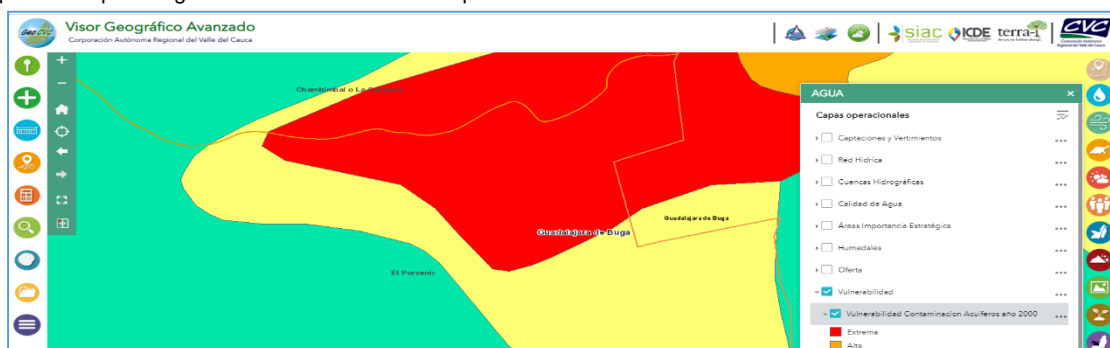 Visor Geográfico Avanzado
Corporación Autónoma Regional del Valle del Cauca
GeoCVC
siac
ICDE
terra-i
CVC
Guadalajara de Buga
Guadalajara de Buga
El Porvenir
AGUA
Capas operacionales
Captaciones y Vertimientos
Red Hidríca
Cuencas Hidrográficas
Calidad de Agua
Áreas Importancia Estratégica
Humedales
Oferta
Vulnerabilidad
Vulnerabilidad Contaminacion Acuiferos año 2000
Extrema
Alta